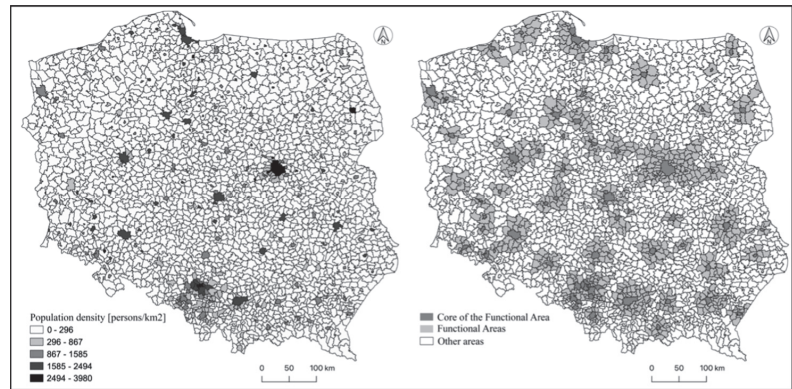 N
Population density [persons/km2]
0 - 296
296 - 867
867 - 1585
1585 - 2494
2494 - 3980
0 50 100 km
N
Core of the Functional Area
Functional Areas
Other areas
0 50 100 km